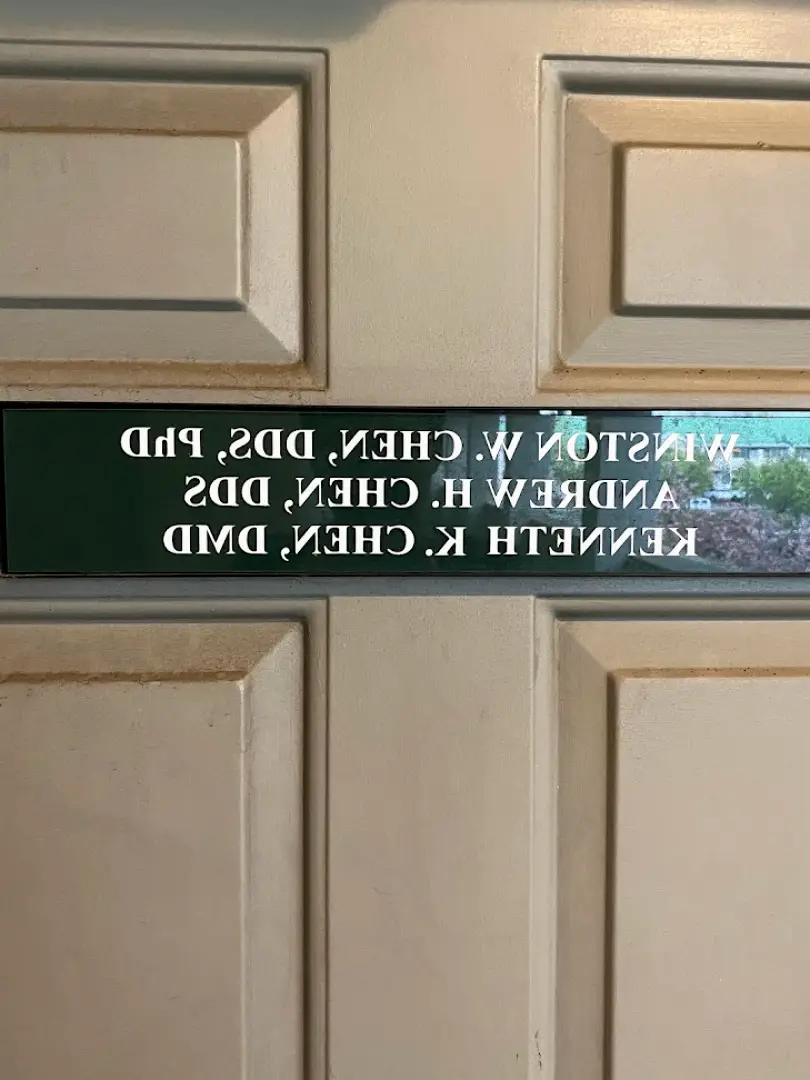 WINSTON W. CHEN, DDS, PhD
ANDREW H. CHEN, DDS
KENNETH K. CHEN, DMD